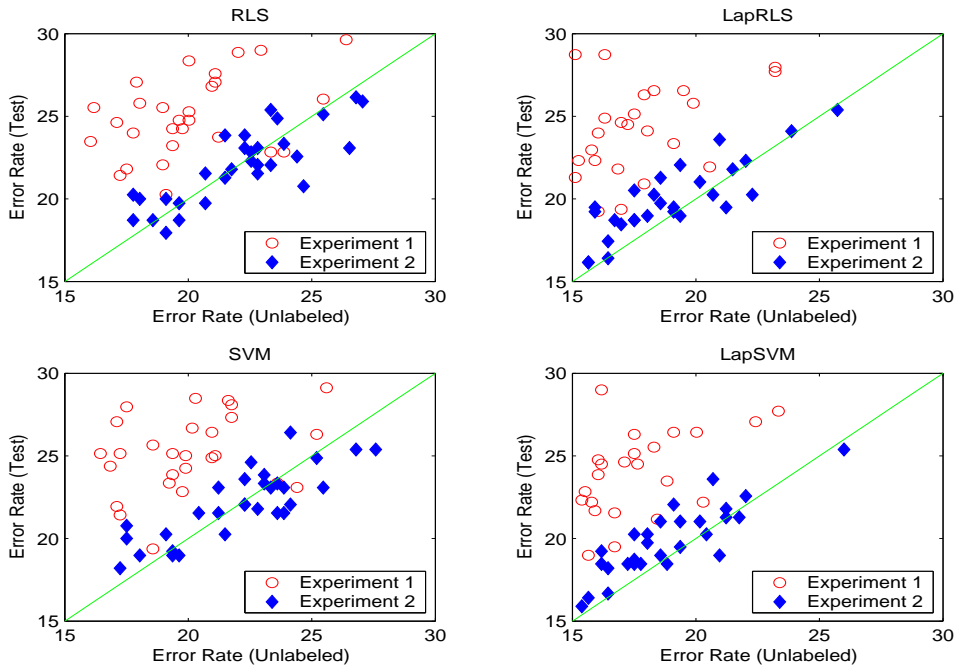 RLS
30
25
20
15
15
20
25
30
Error Rate (Test)
Error Rate (Unlabeled)
Experiment 1
Experiment 2
LapRLS
30
25
20
15
15
20
25
30
Error Rate (Test)
Error Rate (Unlabeled)
Experiment 1
Experiment 2
SVM
30
25
20
15
15
20
25
30
Error Rate (Test)
Error Rate (Unlabeled)
Experiment 1
Experiment 2
LapSVM
30
25
20
15
15
20
25
30
Error Rate (Test)
Error Rate (Unlabeled)
Experiment 1
Experiment 2